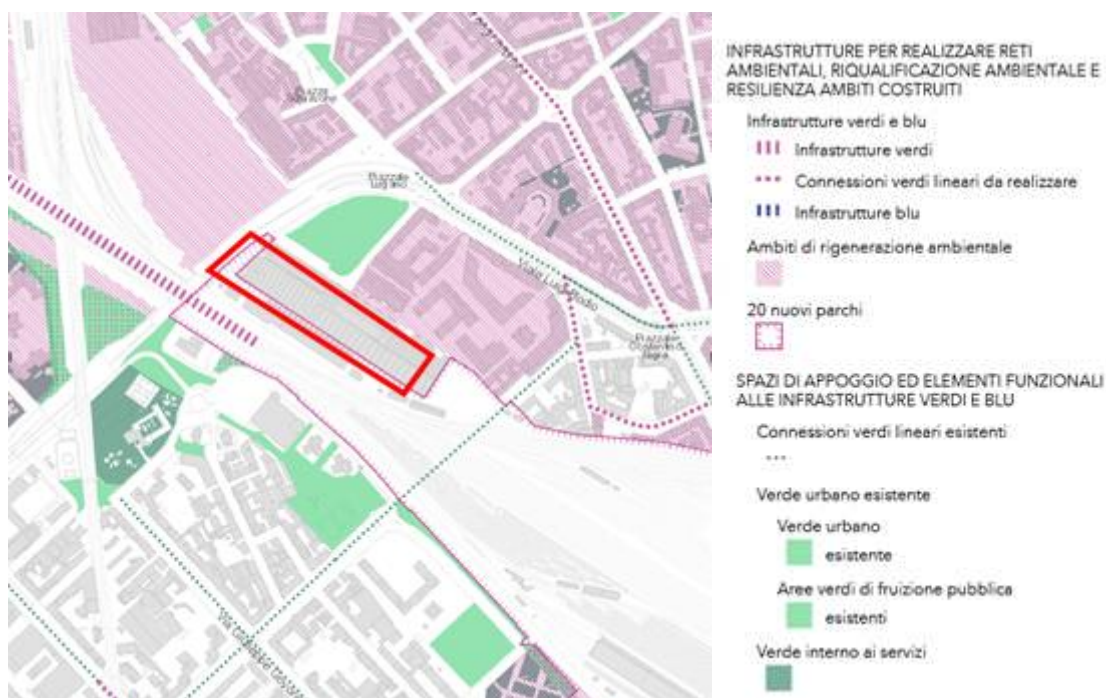 Piazzale
Lugano
Viale Luigi Bodio
INFRASTRUTTURE PER REALIZZARE RETI
AMBIENTALI, RIQUALIFICAZIONE AMBIENTALE E
RESILIENZA AMBITI COSTRUITI
Infrastrutture verdi e blu
Infrastrutture verdi
Connessioni verdi lineari da realizzare
Infrastrutture blu
Ambiti di rigenerazione ambientale
20 nuovi parchi
SPAZI DI APPOGGIO ED ELEMENTI FUNZIONALI
ALLE INFRASTRUTTURE VERDI E BLU
Connessioni verdi lineari esistenti
Verde urbano esistente
Verde urbano
esistente
Aree verdi di fruizione pubblica
esistenti
Verde interno ai servizi